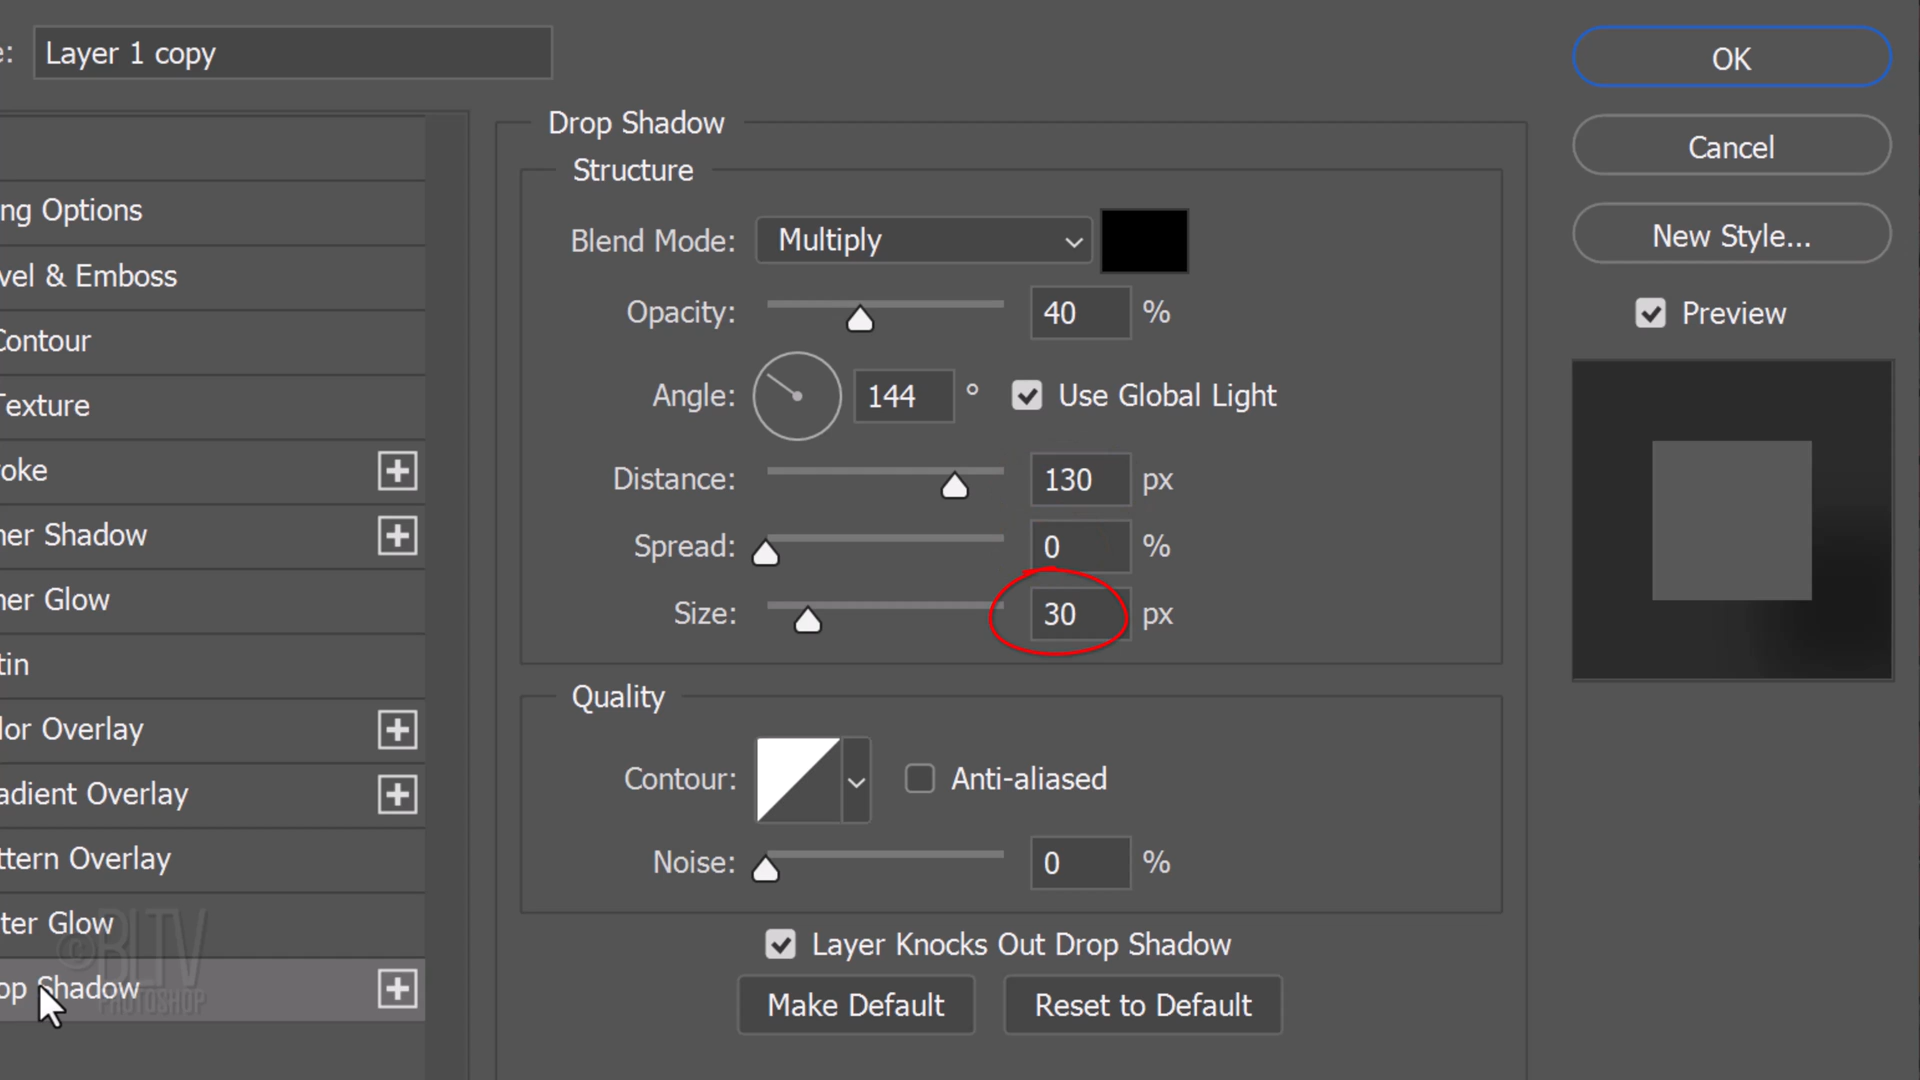 e:
Layer 1 copy
OK
Cancel
New Style...
Preview
ng Options
vel & Emboss
Contour
Texture
oke
ner Shadow
ner Glow
tin
lor Overlay
adient Overlay
ttern Overlay
ter Glow
op Shadow
Drop Shadow
Structure
Blend Mode: Multiply
Opacity: 40 %
Angle: 144 ° Use Global Light
Distance: 130 px
Spread: 0 %
Size: 30 px
Quality
Contour: Anti-aliased
Noise: 0 %
Layer Knocks Out Drop Shadow
Make Default Reset to Default
©BLTV
PHOTOSHOP